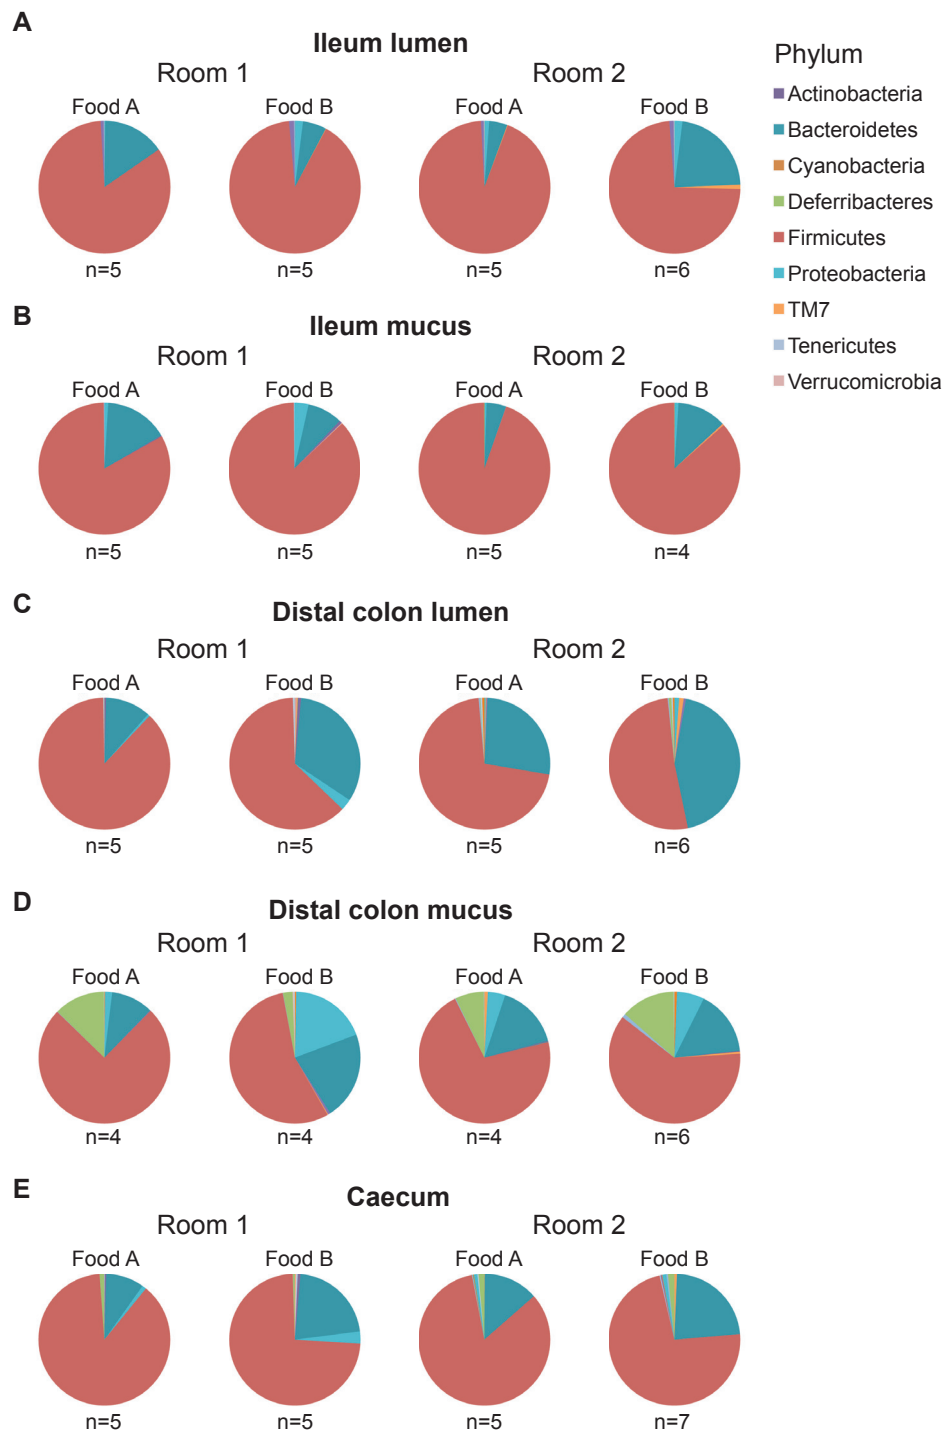 A
Ileum lumen
Room 1
Room 2
Food A
Food B
Food A
Food B
n=5
n=5
n=5
n=6
Phylum
Actinobacteria
Bacteroidetes
Cyanobacteria
Deferribacteres
Firmicutes
Proteobacteria
TM7
Tenericutes
Verrucomicrobia
B
Ileum mucus
Room 1
Room 2
Food A
Food B
Food A
Food B
n=5
n=5
n=5
n=4
C
Distal colon lumen
Room 1
Room 2
Food A
Food B
Food A
Food B
n=5
n=5
n=5
n=6
D
Distal colon mucus
Room 1
Room 2
Food A
Food B
Food A
Food B
n=4
n=4
n=4
n=6
E
Caecum
Room 1
Room 2
Food A
Food B
Food A
Food B
n=5
n=5
n=5
n=7